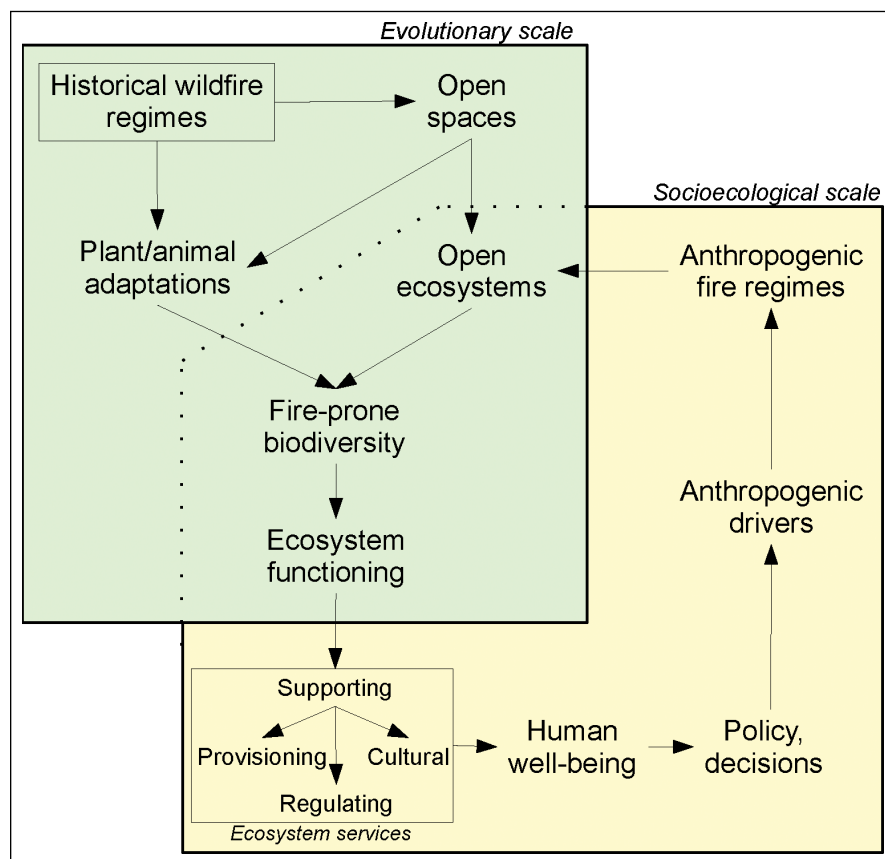 Evolutionary scale
Historical wildfire
regimes
Open
spaces
Socioecological scale
Plant/animal
adaptations
Open
ecosystems
Anthropogenic
fire regimes
Fire-prone
biodiversity
Anthropogenic
drivers
Ecosystem
functioning
Supporting
Provisioning
Cultural
Regulating
Ecosystem services
Human
well-being
Policy,
decisions